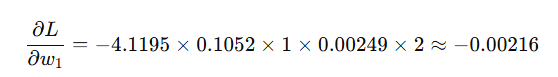 ∂L/∂w₁ = −4.1195 × 0.1052 × 1 × 0.00249 × 2 ≈ −0.00216